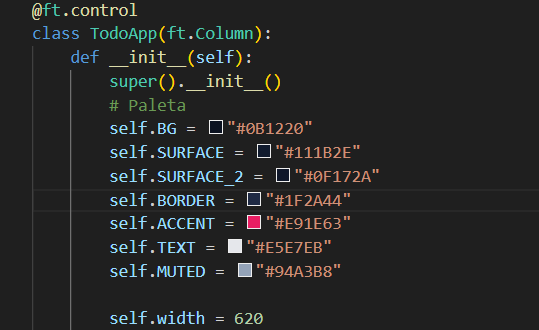 @ft.control
class TodoApp(ft.Column):
def __init__(self):
super().__init__()
# Paleta
self.BG = "#0B1220"
self.SURFACE = "#111B2E"
self.SURFACE_2 = "#0F172A"
self.BORDER = "#1F2A44"
self.ACCENT = "#E91E63"
self.TEXT = "#E5E7EB"
self.MUTED = "#94A3B8"
self.width = 620